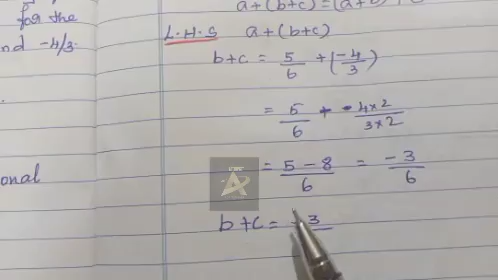 for the
a+(b+c)=(a+b)+
L.H.S a+(b+c)
nd -4/3.
b+c = 5/6 + (-4/3)
= 5/6 + -4×2/3×2
onal
= 5-8/6 = -3/6
b+c = -3